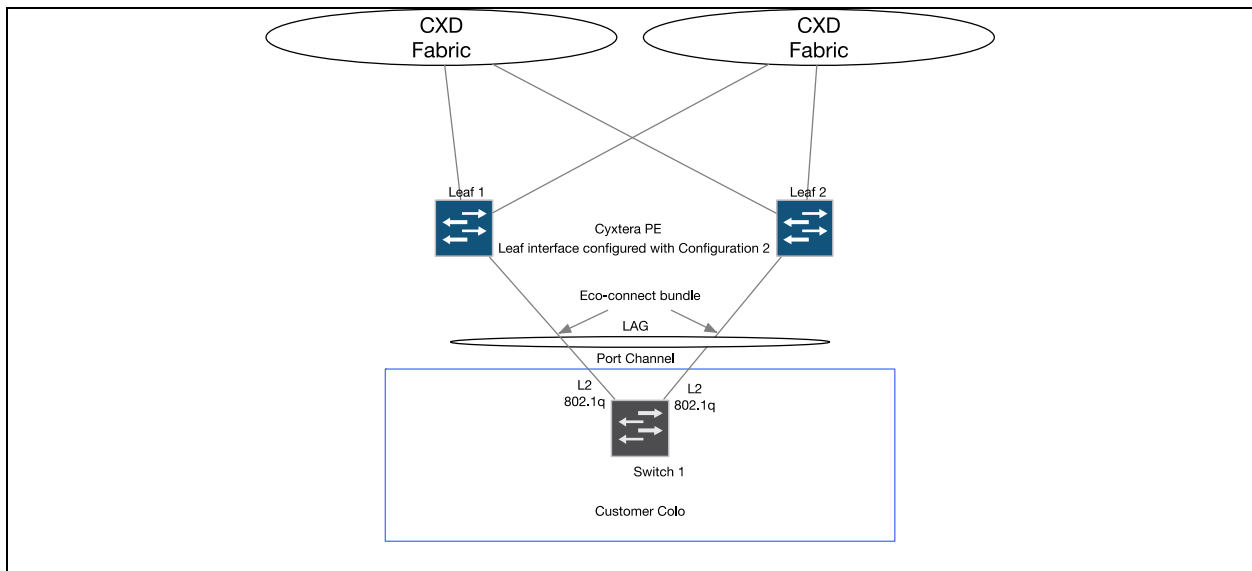 CXD
Fabric
CXD
Fabric
Leaf 1
Leaf 2
Cyxtera PE
Leaf interface configured with Configuration 2
Eco-connect bundle
LAG
Port Channel
L2
802.1q
L2
802.1q
Switch 1
Customer Colo